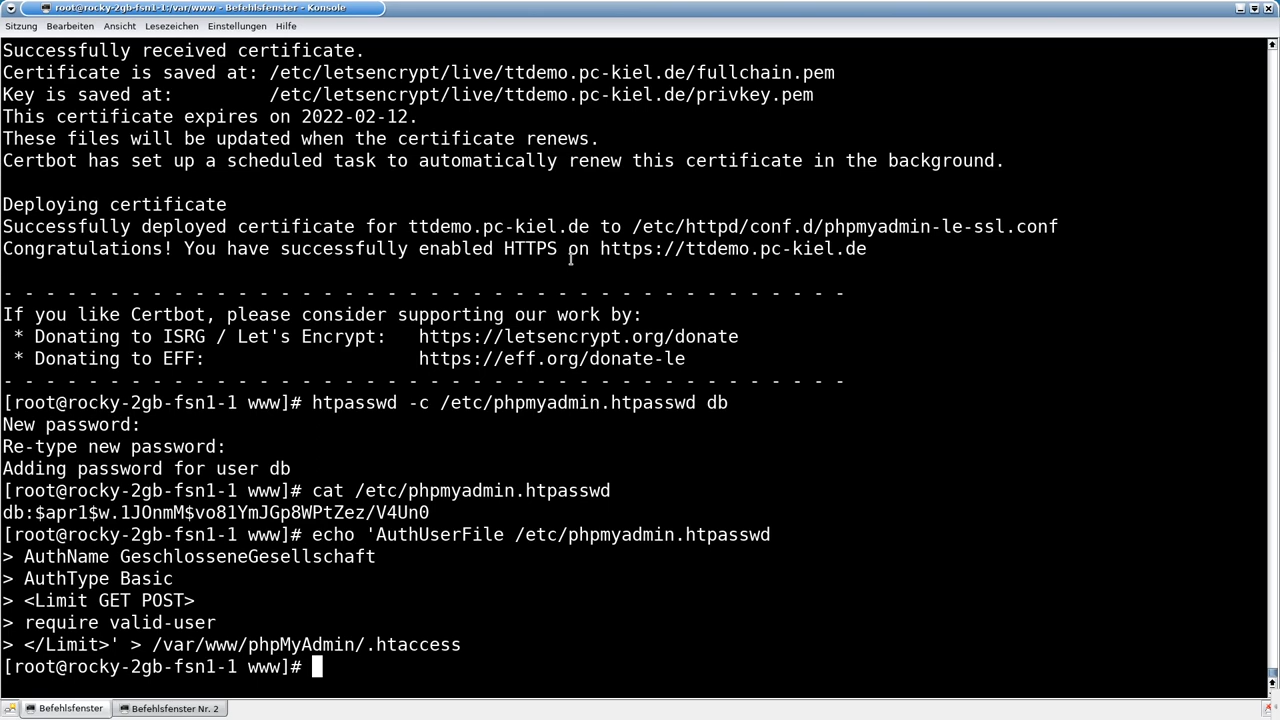 root@rocky-2gb-fsn1-1:/var/www - Befehlsfenster - Konsole
Sitzung Bearbeiten Ansicht Lesezeichen Einstellungen Hilfe
Successfully received certificate.
Certificate is saved at: /etc/letsencrypt/live/ttdemo.pc-kiel.de/fullchain.pem
Key is saved at:         /etc/letsencrypt/live/ttdemo.pc-kiel.de/privkey.pem
This certificate expires on 2022-02-12.
These files will be updated when the certificate renews.
Certbot has set up a scheduled task to automatically renew this certificate in the background.
Deploying certificate
Successfully deployed certificate for ttdemo.pc-kiel.de to /etc/httpd/conf.d/phpmyadmin-le-ssl.conf
Congratulations! You have successfully enabled HTTPS on https://ttdemo.pc-kiel.de
- - - - - - - - - - - - - - - - - - - - - - - - - - - - - - - - - - - - - - - -
If you like Certbot, please consider supporting our work by:
 * Donating to ISRG / Let's Encrypt:   https://letsencrypt.org/donate
 * Donating to EFF:                    https://eff.org/donate-le
- - - - - - - - - - - - - - - - - - - - - - - - - - - - - - - - - - - - - - - -
[root@rocky-2gb-fsn1-1 www]# htpasswd -c /etc/phpmyadmin.htpasswd db
New password:
Re-type new password:
Adding password for user db
[root@rocky-2gb-fsn1-1 www]# cat /etc/phpmyadmin.htpasswd
db:$apr1$w.1JOnmM$vo81YmJGp8WPtZez/V4Un0
[root@rocky-2gb-fsn1-1 www]# echo 'AuthUserFile /etc/phpmyadmin.htpasswd
> AuthName GeschlosseneGesellschaft
> AuthType Basic
> <Limit GET POST>
> require valid-user
> </Limit>' > /var/www/phpMyAdmin/.htaccess
[root@rocky-2gb-fsn1-1 www]#
Befehlsfenster Befehlsfenster Nr. 2